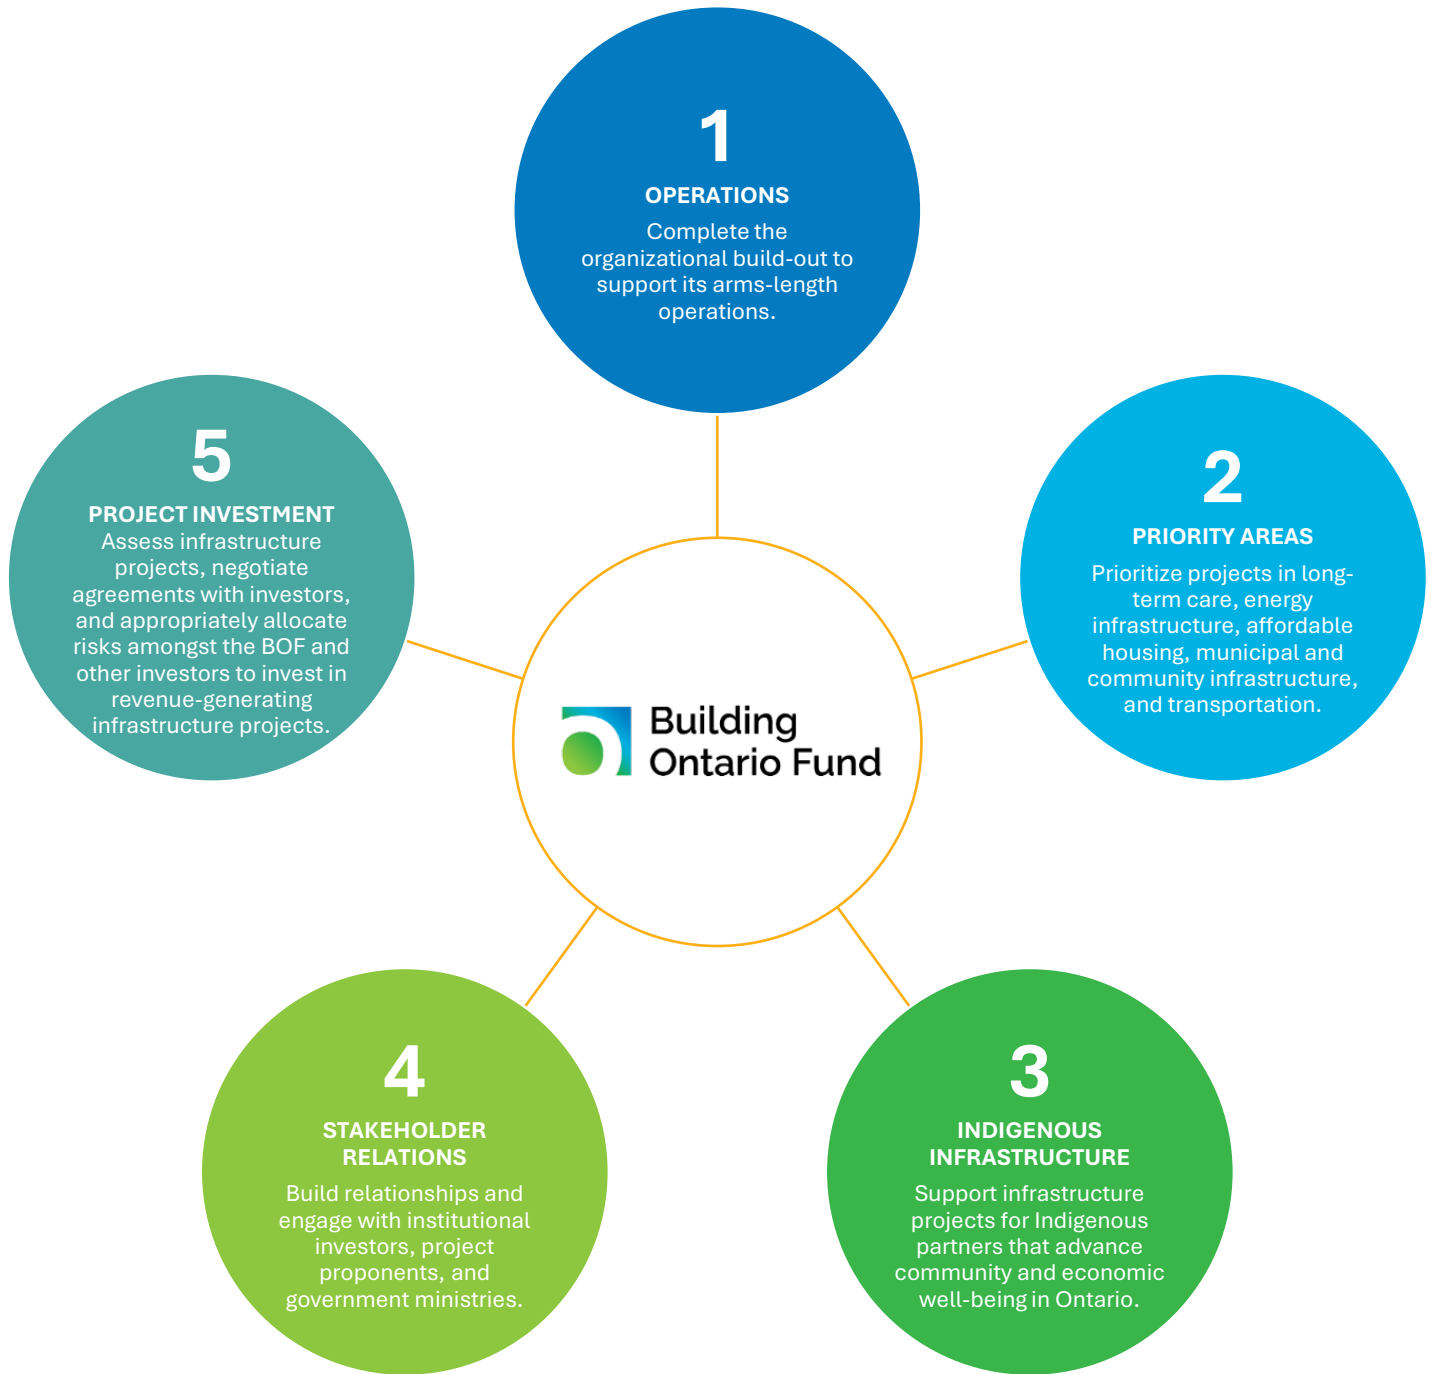 1
OPERATIONS
Complete the
organizational build-out to
support its arms-length
operations.
2
PRIORITY AREAS
Prioritize projects in long-
term care, energy
infrastructure, affordable
housing, municipal and
community infrastructure,
and transportation.
3
INDIGENOUS
INFRASTRUCTURE
Support infrastructure
projects for Indigenous
partners that advance
community and economic
well-being in Ontario.
4
STAKEHOLDER
RELATIONS
Build relationships and
engage with institutional
investors, project
proponents, and
government ministries.
5
PROJECT INVESTMENT
Assess infrastructure
projects, negotiate
agreements with investors,
and appropriately allocate
risks amongst the BOF and
other investors to invest in
revenue-generating
infrastructure projects.
Building
Ontario Fund